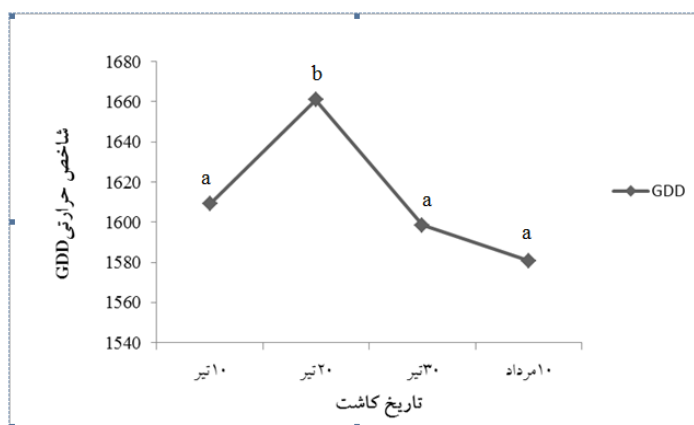 1680
1660
1640
1620
1600
1580
1560
1540
شاخص حرارتی GDD
a
b
a
a
GDD
۱۰تیر
۲۰تیر
۳۰تیر
۱۰مرداد
تاریخ کاشت